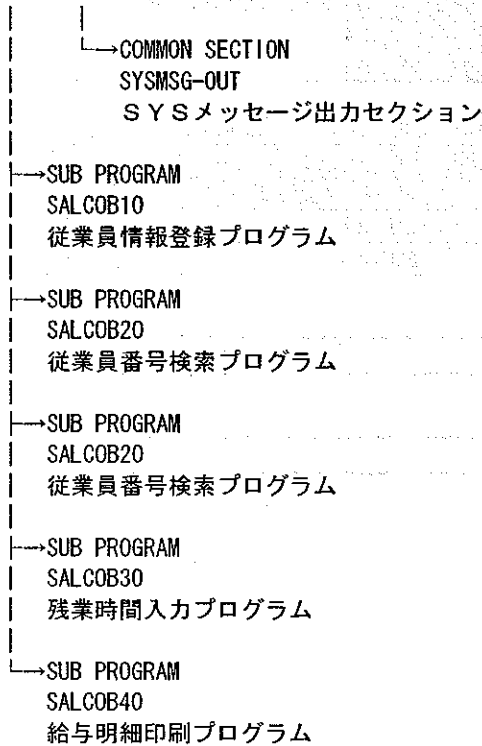 COMMON SECTION
SYSMSG-OUT
ＳＹＳメッセージ出力セクション
SUB PROGRAM
SALCOB10
従業員情報登録プログラム
SUB PROGRAM
SALCOB20
従業員番号検索プログラム
SUB PROGRAM
SALCOB20
従業員番号検索プログラム
SUB PROGRAM
SALCOB30
残業時間入力プログラム
SUB PROGRAM
SALCOB40
給与明細印刷プログラム